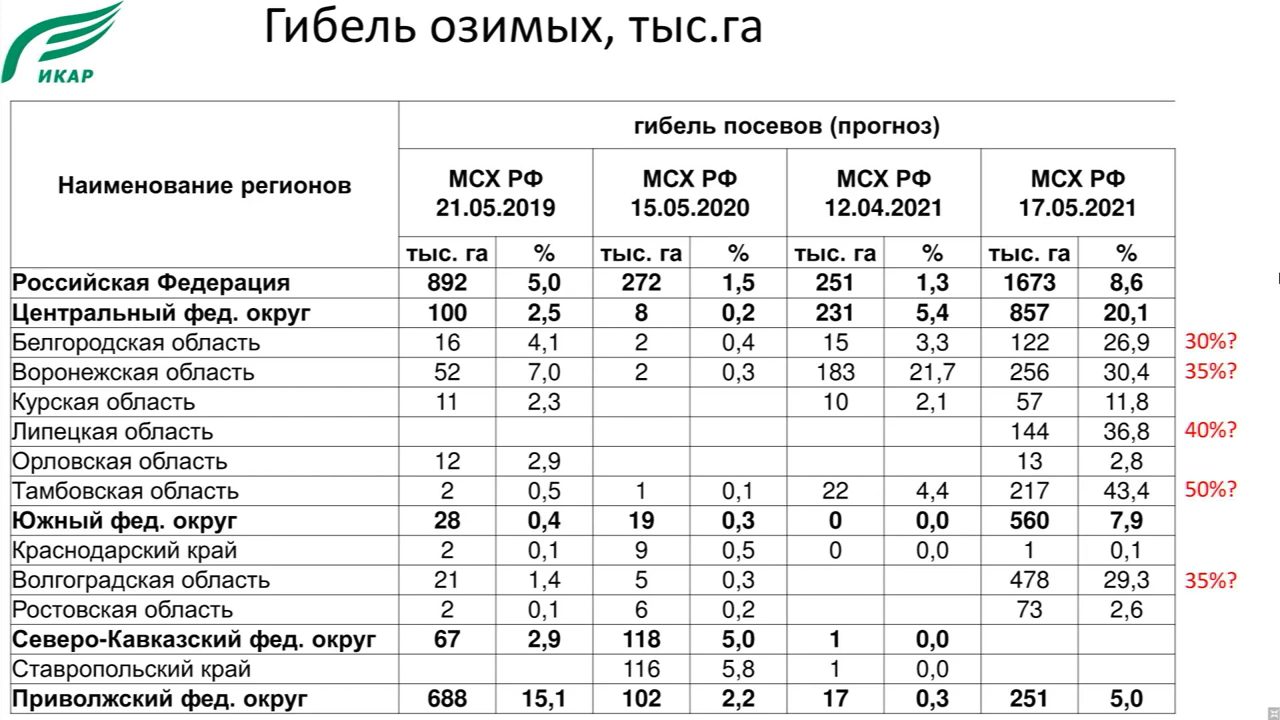 Гибель озимых, тыс.га
ИКАР
Наименование регионов
гибель посевов (прогноз)
МСХ РФ 21.05.2019 МСХ РФ 15.05.2020 МСХ РФ 12.04.2021 МСХ РФ 17.05.2021
тыс. га % тыс. га % тыс. га % тыс. га %
Российская Федерация 892 5,0 272 1,5 251 1,3 1673 8,6
Центральный фед. округ 100 2,5 8 0,2 231 5,4 857 20,1
Белгородская область 16 4,1 2 0,4 15 3,3 122 26,9 30%?
Воронежская область 52 7,0 2 0,3 183 21,7 256 30,4 35%?
Курская область 11 2,3 10 2,1 57 11,8
Липецкая область 144 36,8 40%?
Орловская область 12 2,9 13 2,8
Тамбовская область 2 0,5 1 0,1 22 4,4 217 43,4 50%?
Южный фед. округ 28 0,4 19 0,3 0 0,0 560 7,9
Краснодарский край 2 0,1 9 0,5 0 0,0 1 0,1
Волгоградская область 21 1,4 5 0,3 478 29,3 35%?
Ростовская область 2 0,1 6 0,2 73 2,6
Северо-Кавказский фед. округ 67 2,9 118 5,0 1 0,0
Ставропольский край 116 5,8 1 0,0
Приволжский фед. округ 688 15,1 102 2,2 17 0,3 251 5,0